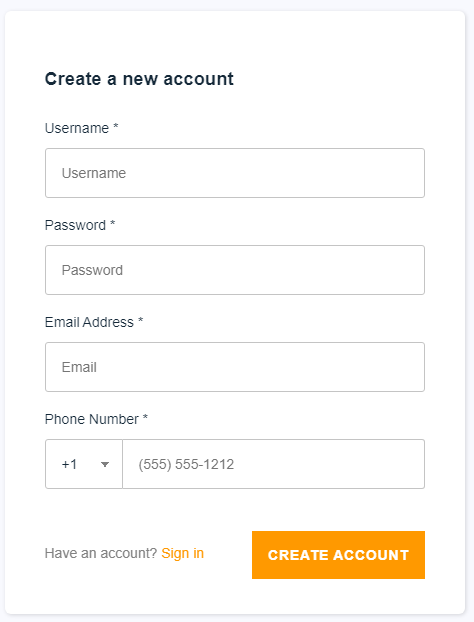 Create a new account
Username *
Username
Password *
Password
Email Address *
Email
Phone Number *
+1 (555) 555-1212
Have an account? Sign in CREATE ACCOUNT